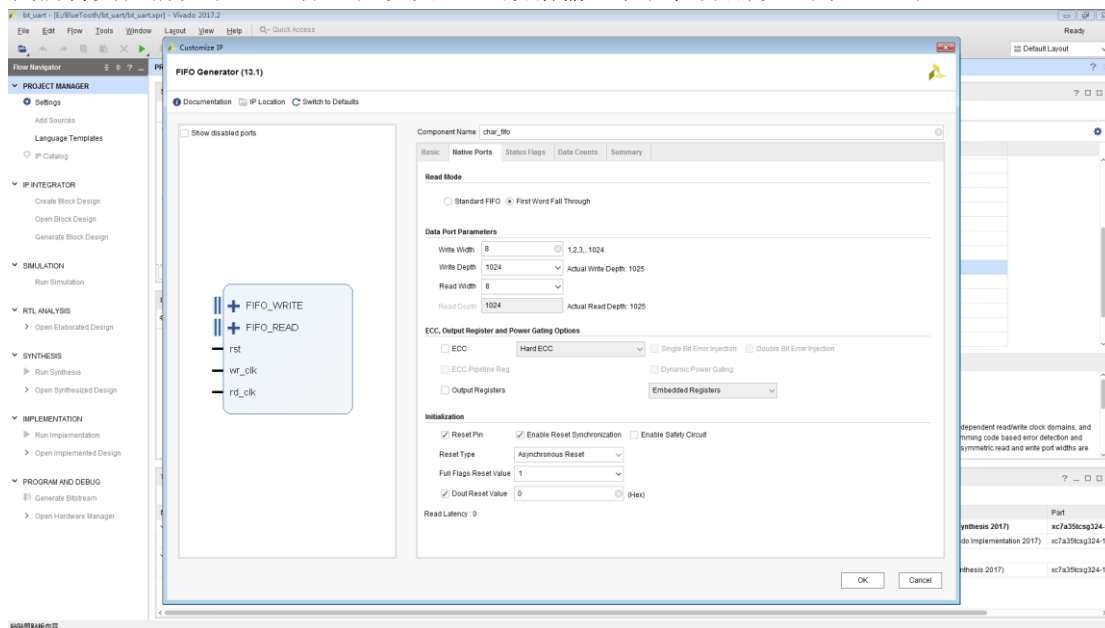 bt_uart - [E:/BlueTooth/bt_uart/bt_uart.xpr] - Vivado 2017.2
File Edit Flow Tools Window Layout View Help Q- Quick Access
Ready
Default Layout
Customize IP
Flow Navigator
FIFO Generator (13.1)
Documentation IP Location Switch to Defaults
PROJECT MANAGER
Settings
Add Sources
Language Templates
IP Catalog
IP INTEGRATOR
Create Block Design
Open Block Design
Generate Block Design
SIMULATION
Run Simulation
RTL ANALYSIS
Open Elaborated Design
SYNTHESIS
Run Synthesis
Open Synthesized Design
IMPLEMENTATION
Run Implementation
Open Implemented Design
PROGRAM AND DEBUG
Generate Bitstream
Open Hardware Manager
Show disabled ports
FIFO_WRITE
FIFO_READ
rst
wr_clk
rd_clk
Component Name char_fifo
Basic Native Ports Status Flags Data Counts Summary
Read Mode
Standard FIFO First Word Fall Through
Data Port Parameters
Write Width 8 1,2,3,..1024
Write Depth 1024 Actual Write Depth: 1025
Read Width 8
Read Depth 1024 Actual Read Depth: 1025
ECC, Output Register and Power Gating Options
ECC Hard ECC Single Bit Error Injection Double Bit Error Injection
ECC Pipeline Reg Dynamic Power Gating
Output Registers Embedded Registers
Initialization
Reset Pin Enable Reset Synchronization Enable Safety Circuit
Reset Type Asynchronous Reset
Full Flags Reset Value 1
Dout Reset Value 0 (Hex)
Read Latency : 0
OK Cancel
dependent read/write clock domains, and
mming code based error detection and
symmetric read and write port widths are
Part
ynthesis 2017) xc7a35tcsg324-
do Implementation 2017) xc7a35tcsg324-1
nthesis 2017) xc7a35tcsg324-1